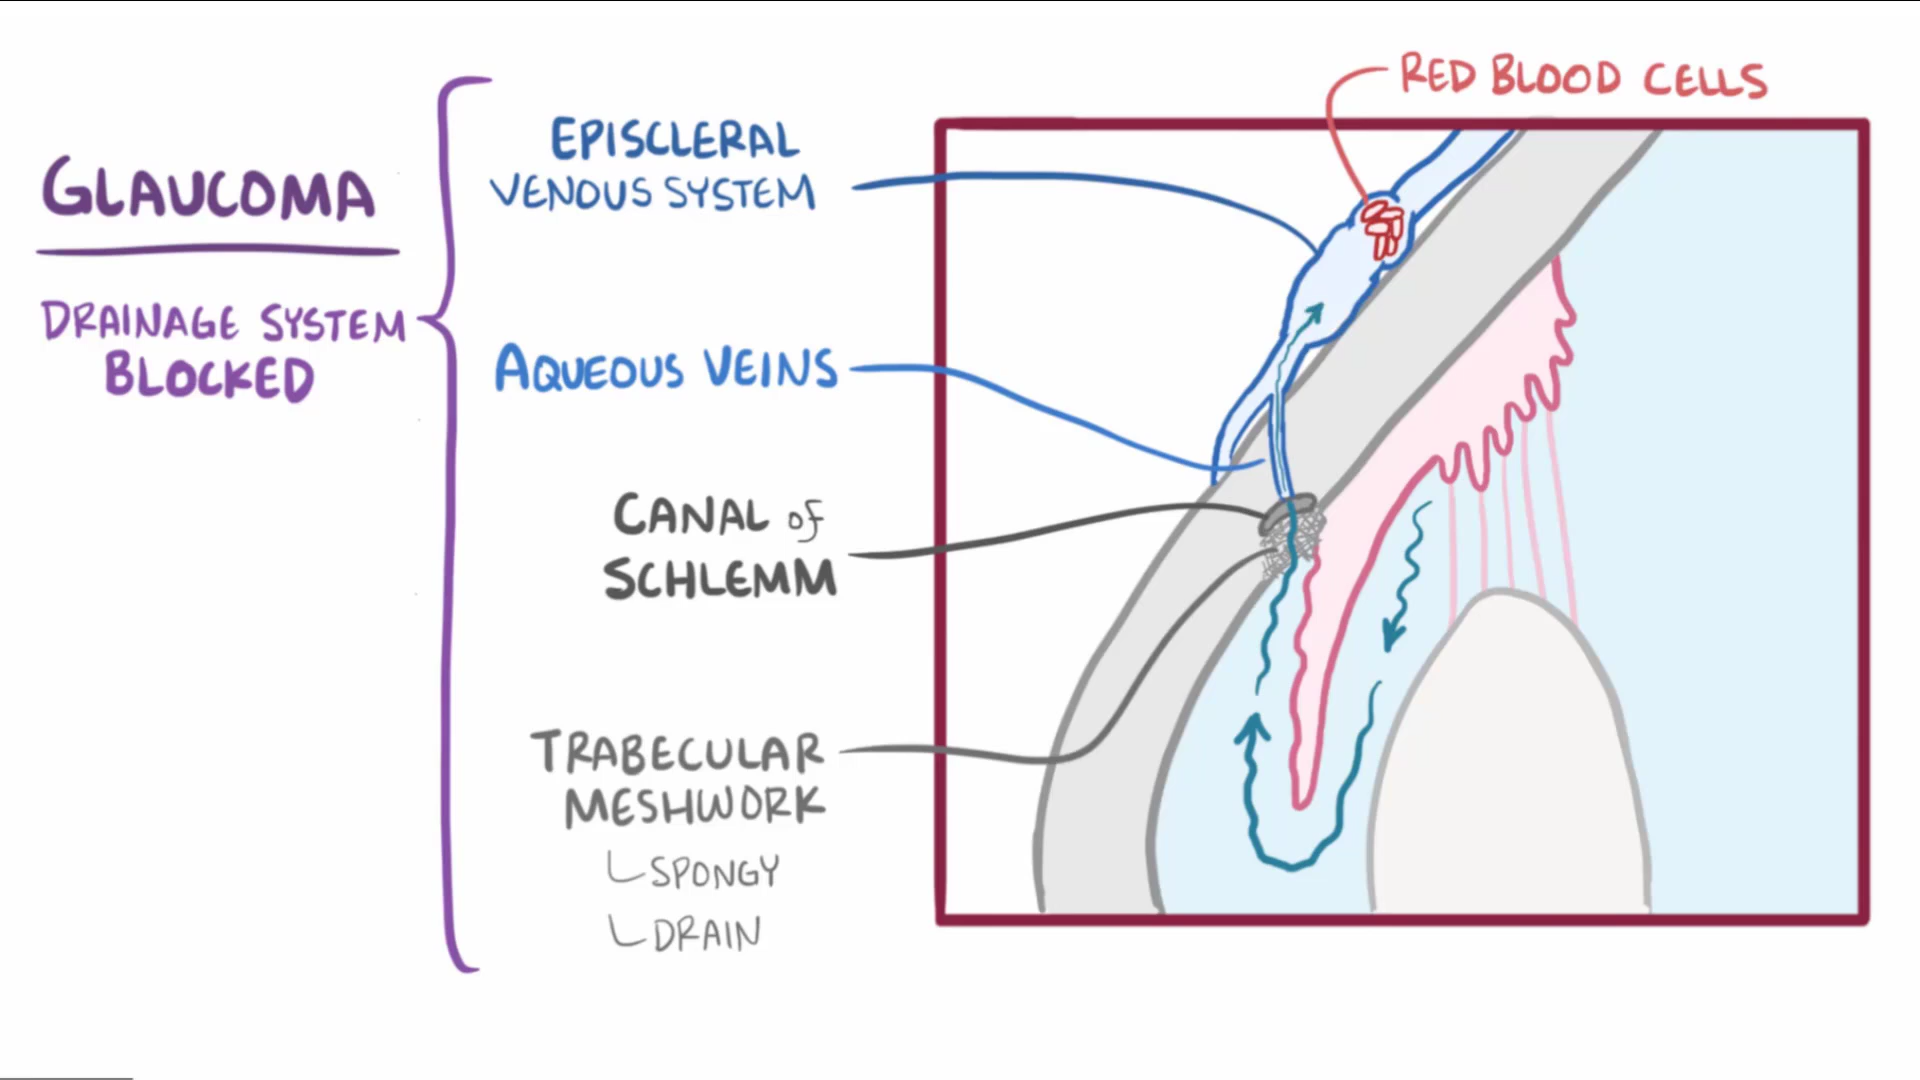 GLAUCOMA
DRAINAGE SYSTEM
BLOCKED
EPISCLERAL
VENOUS SYSTEM
AQUEOUS VEINS
CANAL of
SCHLEMM
TRABECULAR
MESHWORK
SPONGY
DRAIN
RED BLOOD CELLS